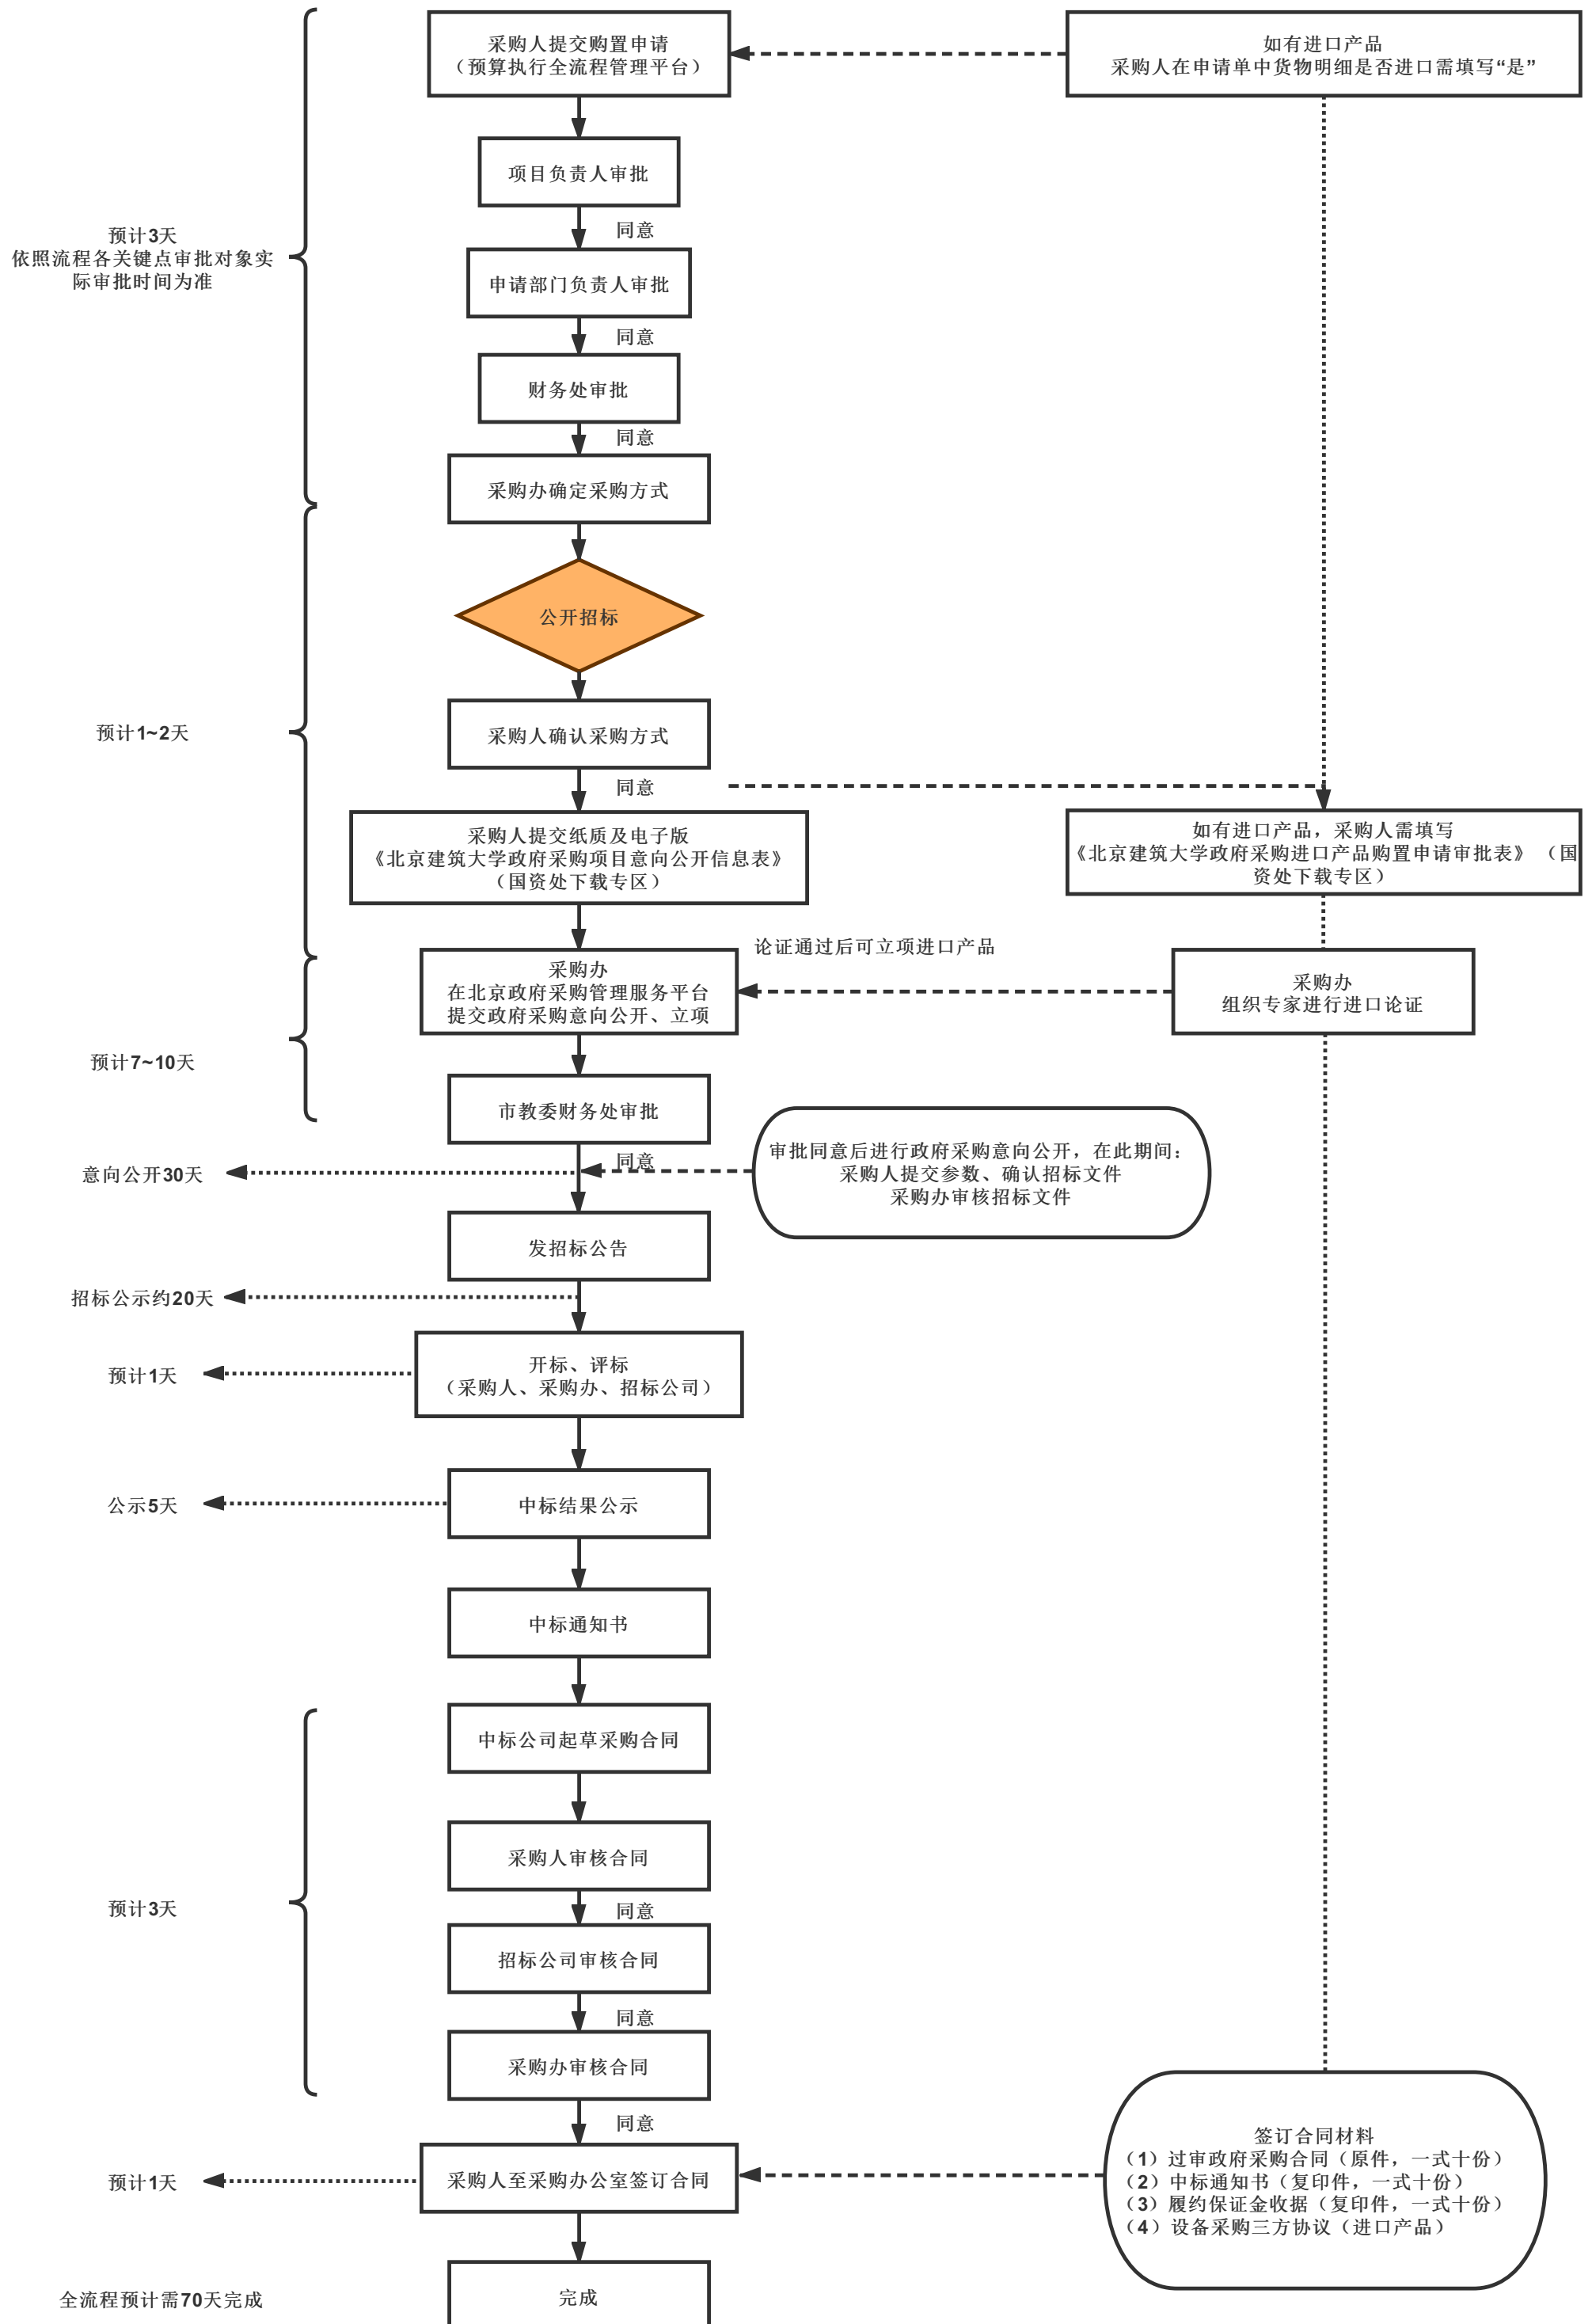 采购人提交购置申请
（预算执行全流程管理平台）
如有进口产品
采购人在申请单中货物明细是否进口需填写“是”
项目负责人审批
同意
预计3天
依照流程各关键点审批对象实
际审批时间为准
申请部门负责人审批
同意
财务处审批
同意
采购办确定采购方式
公开招标
预计1~2天
采购人确认采购方式
同意
采购人提交纸质及电子版
《北京建筑大学政府采购项目意向公开信息表》
（国资处下载专区）
如有进口产品，采购人需填写
《北京建筑大学政府采购进口产品购置申请审批表》（国
资处下载专区）
论证通过后可立项进口产品
采购办
在北京政府采购管理服务平台
提交政府采购意向公开、立项
采购办
组织专家进行进口论证
预计7~10天
市教委财务处审批
同意
意向公开30天
审批同意后进行政府采购意向公开，在此期间：
采购人提交参数、确认招标文件
采购办审核招标文件
发招标公告
招标公示约20天
开标、评标
（采购人、采购办、招标公司）
预计1天
中标结果公示
公示5天
中标通知书
中标公司起草采购合同
采购人审核合同
同意
预计3天
招标公司审核合同
同意
采购办审核合同
同意
采购人至采购办公室签订合同
预计1天
签订合同材料
（1）过审政府采购合同（原件，一式十份）
（2）中标通知书（复印件，一式十份）
（3）履约保证金收据（复印件，一式十份）
（4）设备采购三方协议（进口产品）
完成
全流程预计需70天完成